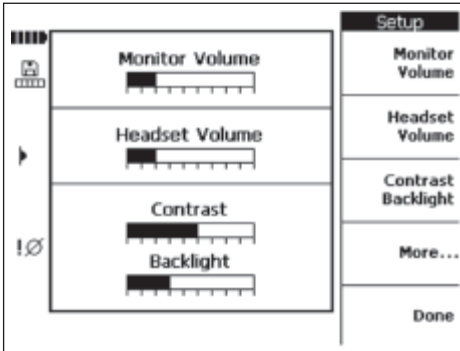 Setup
Monitor Volume
Headset Volume
Contrast
Backlight
Monitor
Volume
Headset
Volume
Contrast
Backlight
More...
Done
!Ø